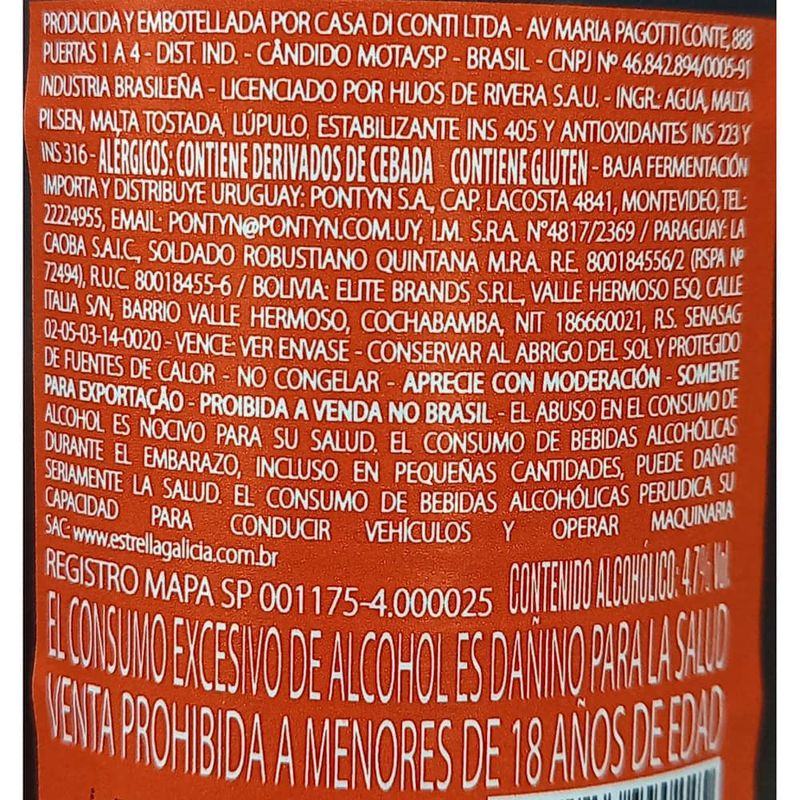 PRODUCIDA Y EMBOTELLADA POR CASA DI CONTI LTDA - AV MARIA PAGOTTI CONTE, 888
PUERTAS 1 A 4 - DIST. IND. - CÂNDIDO MOTA/SP - BRASIL - CNPJ Nº 46.842.894/0005-91
INDUSTRIA BRASILEÑA - LICENCIADO POR HIJOS DE RIVERA S.A.U. - INGR.: AGUA, MALTA
PILSEN, MALTA TOSTADA, LÚPULO, ESTABILIZANTE INS 405 Y ANTIOXIDANTES INS 223 Y
INS 316 - ALÉRGICOS: CONTIENE DERIVADOS DE CEBADA CONTIENE GLUTEN - BAJA FERMENTACIÓN
IMPORTA Y DISTRIBUYE URUGUAY: PONTYN S.A., CAP. LACOSTA 4841, MONTEVIDEO, TEL.:
22224955, EMAIL: PONTYN@PONTYN.COM.UY, I.M. S.R.A. N°4817/2369 / PARAGUAY: LA
CAOBA S.A.I.C., SOLDADO ROBUSTIANO QUINTANA M.R.A. R.E. 800184556/2 (RSPA Nº
72494), R.U.C. 80018455-6 / BOLIVIA: ELITE BRANDS S.R.L., VALLE HERMOSO ESQ. CALLE
ITALIA S/N, BARRIO VALLE HERMOSO, COCHABAMBA, NIT 186660021, R.S. SENASAG
02-05-03-14-0020 - VENCE: VER ENVASE - CONSERVAR AL ABRIGO DEL SOL Y PROTEGIDO
DE FUENTES DE CALOR - NO CONGELAR - APRECIE CON MODERACIÓN - SOMENTE
PARA EXPORTAÇÃO - PROIBIDA A VENDA NO BRASIL - EL ABUSO EN EL CONSUMO DE
ALCOHOL ES NOCIVO PARA SU SALUD. EL CONSUMO DE BEBIDAS ALCOHÓLICAS
DURANTE EL EMBARAZO, INCLUSO EN PEQUEÑAS CANTIDADES, PUEDE DAÑAR
SERIAMENTE LA SALUD. EL CONSUMO DE BEBIDAS ALCOHÓLICAS PERJUDICA SU
CAPACIDAD PARA CONDUCIR VEHÍCULOS Y OPERAR MAQUINARIA
SAC: www.estrellagalicia.com.br
REGISTRO MAPA SP 001175-4.000025 CONTENIDO ALCOHÓLICO: 4.7% Vol.
EL CONSUMO EXCESIVO DE ALCOHOL ES DAÑINO PARA LA SALUD
VENTA PROHIBIDA A MENORES DE 18 AÑOS DE EDAD